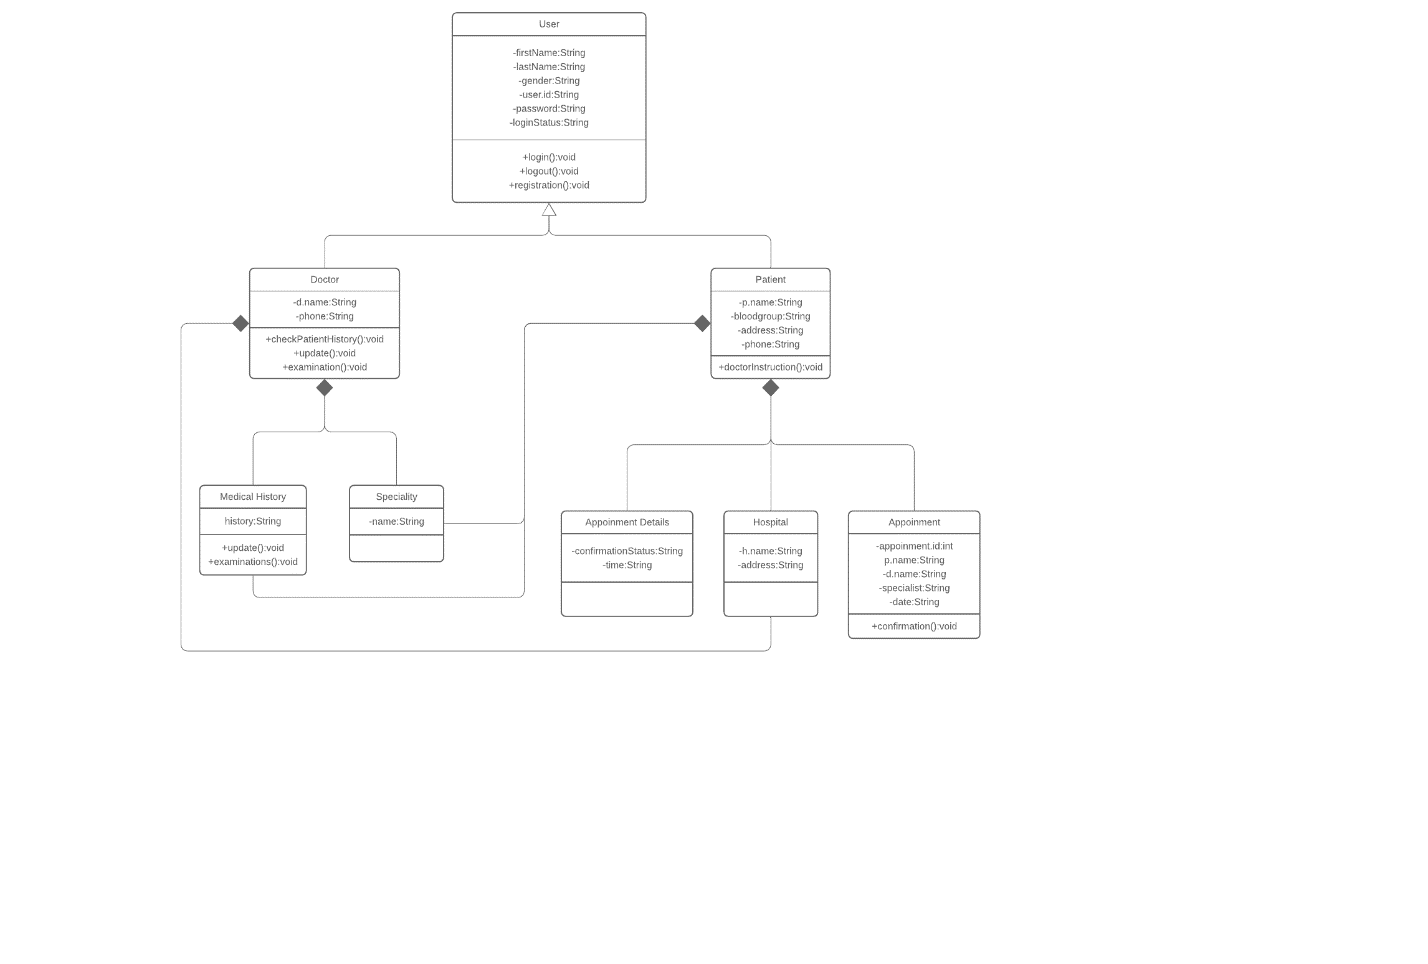 User
-firstName:String
-lastName:String
-gender:String
-user.id:String
-password:String
-loginStatus:String
+login():void
+logout():void
+registration():void
Doctor
-d.name:String
-phone:String
+checkPatientHistory():void
+update():void
+examination():void
Patient
-p.name:String
-bloodgroup:String
-address:String
-phone:String
+doctorInstruction():void
Medical History
history:String
+update():void
+examinations():void
Speciality
-name:String
Appoinment Details
-confirmationStatus:String
-time:String
Hospital
-h.name:String
-address:String
Appoinment
-appoinment.id:int
p.name:String
-d.name:String
-specialist:String
-date:String
+confirmation():void